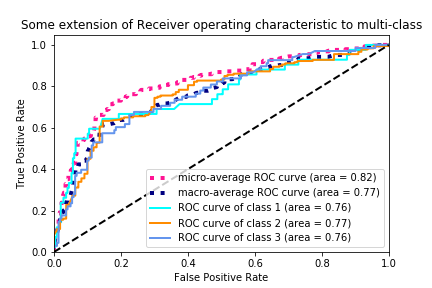 Some extension of Receiver operating characteristic to multi-class
1.0
0.8
0.6
0.4
0.2
0.0
True Positive Rate
micro-average ROC curve (area = 0.82)
macro-average ROC curve (area = 0.77)
ROC curve of class 1 (area = 0.76)
ROC curve of class 2 (area = 0.77)
ROC curve of class 3 (area = 0.76)
0.0 0.2 0.4 0.6 0.8 1.0
False Positive Rate